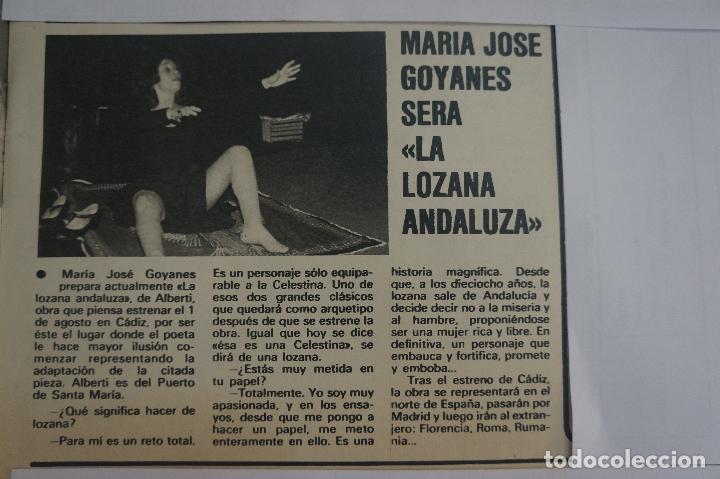 MARIA JOSE
GOYANES
SERA
«LA
LOZANA
ANDALUZA»
● María José Goyanes
prepara actualmente «La
lozana andaluza», de Alberti,
obra que piensa estrenar el 1
de agosto en Cádiz, por ser
éste el lugar donde el poeta
le hace mayor ilusión co-
menzar representando la
adaptación de la citada
pieza. Alberti es del Puerto
de Santa María.
—¿Qué significa hacer de
lozana?
—Para mí es un reto total.
Es un personaje sólo equipa-
rable a la Celestina. Uno de
esos dos grandes clásicos
que quedará como arquetipo
después de que se estrene la
obra. Igual que hoy se dice
«ésa es una Celestina», se
dirá de una lozana.
—¿Estás muy metida en
tu papel?
—Totalmente. Yo soy muy
apasionada, y en los ensa-
yos, desde que me pongo a
hacer un papel, me meto
enteramente en ello. Es una
historia magnífica. Desde
que, a los dieciocho años, la
lozana sale de Andalucía y
decide decir no a la miseria y
al hambre, proponiéndose
ser una mujer rica y libre. En
definitiva, un personaje que
embauca y fortifica, promete
y emboba...
Tras el estreno de Cádiz,
la obra se representará en el
norte de España, pasarán por
Madrid y luego irán al extran-
jero: Florencia, Roma, Ruma-
nia...
todocoleccion.net